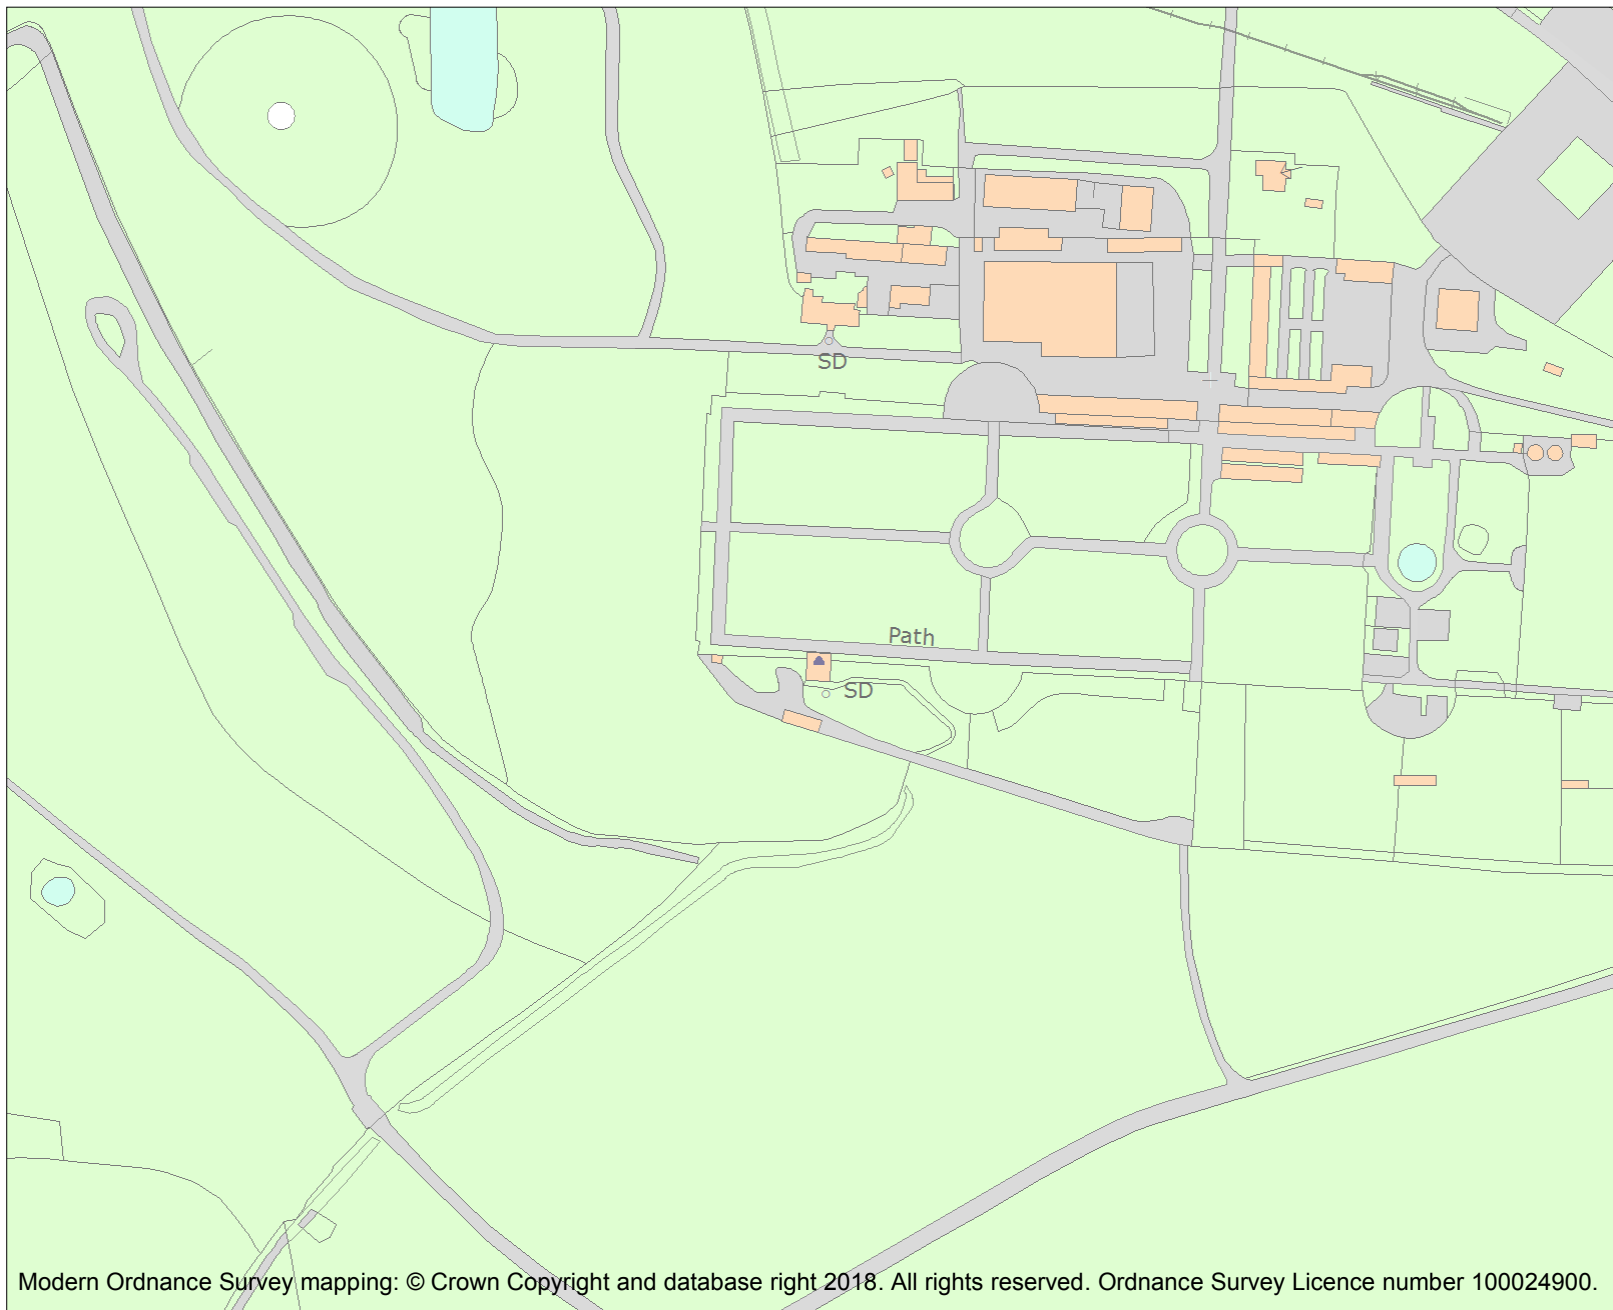 SD
Path
SD
Modern Ordnance Survey mapping: © Crown Copyright and database right 2018. All rights reserved. Ordnance Survey Licence number 100024900.